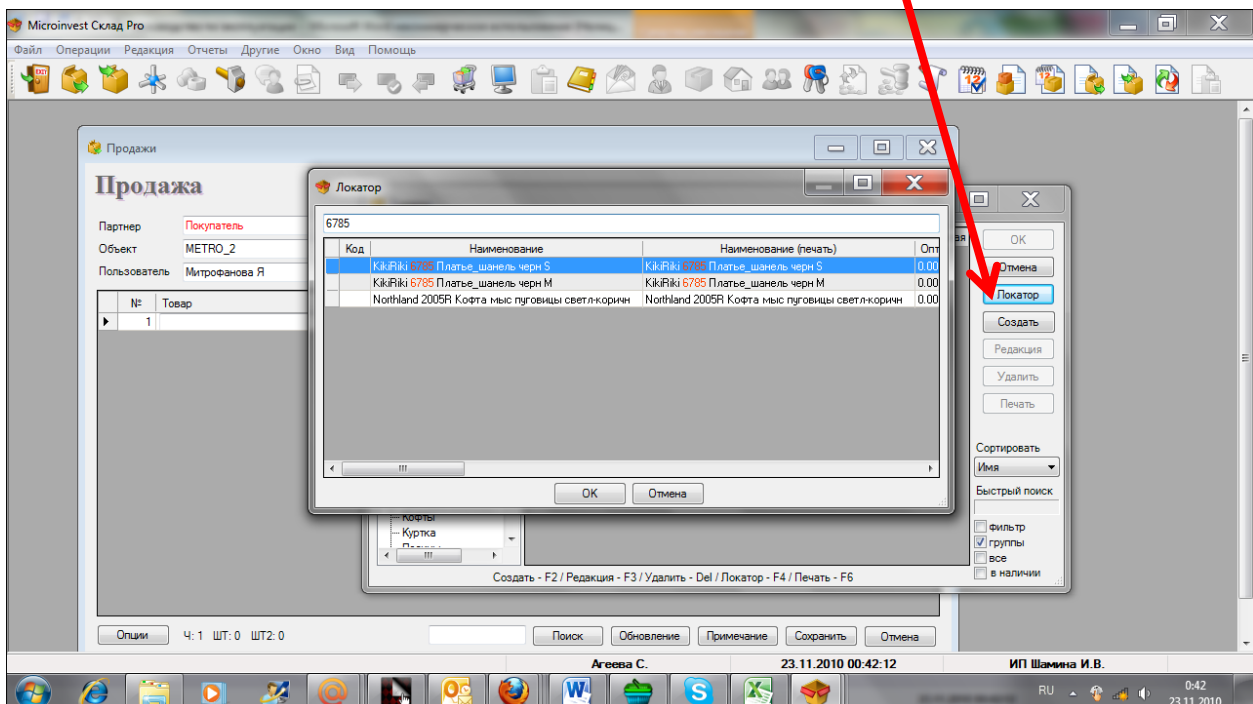 Microinvest Склад Pro
Файл Операции Редакция Отчеты Другие Окно Вид Помощь
Продажи
Продажа
Партнер Покупатель
Объект METRO_2
Пользователь Митрофанова Я
№ Товар
1
Локатор
6785
Код Наименование Наименование (печать) Опт
KikiRiki 6785 Платье_шанель черн S KikiRiki 6785 Платье_шанель черн S 0.00
KikiRiki 6785 Платье_шанель черн M KikiRiki 6785 Платье_шанель черн M 0.00
Northland 2005R Кофта мыс пуговицы светл-коричн Northland 2005R Кофта мыс пуговицы светл-коричн 0.00
OK Отмена
OK
Отмена
Локатор
Создать
Редакция
Удалить
Печать
Сортировать
Имя
Быстрый поиск
фильтр
группы
все
в наличии
Кофты
Куртка
Создать - F2 / Редакция - F3 / Удалить - Del / Локатор - F4 / Печать - F6
Опции Ч: 1 ШТ: 0 ШТ2: 0 Поиск Обновление Примечание Сохранить Отмена
Агеева С. 23.11.2010 00:42:12 ИП Шамина И.В.
RU 0:42
23.11.2010